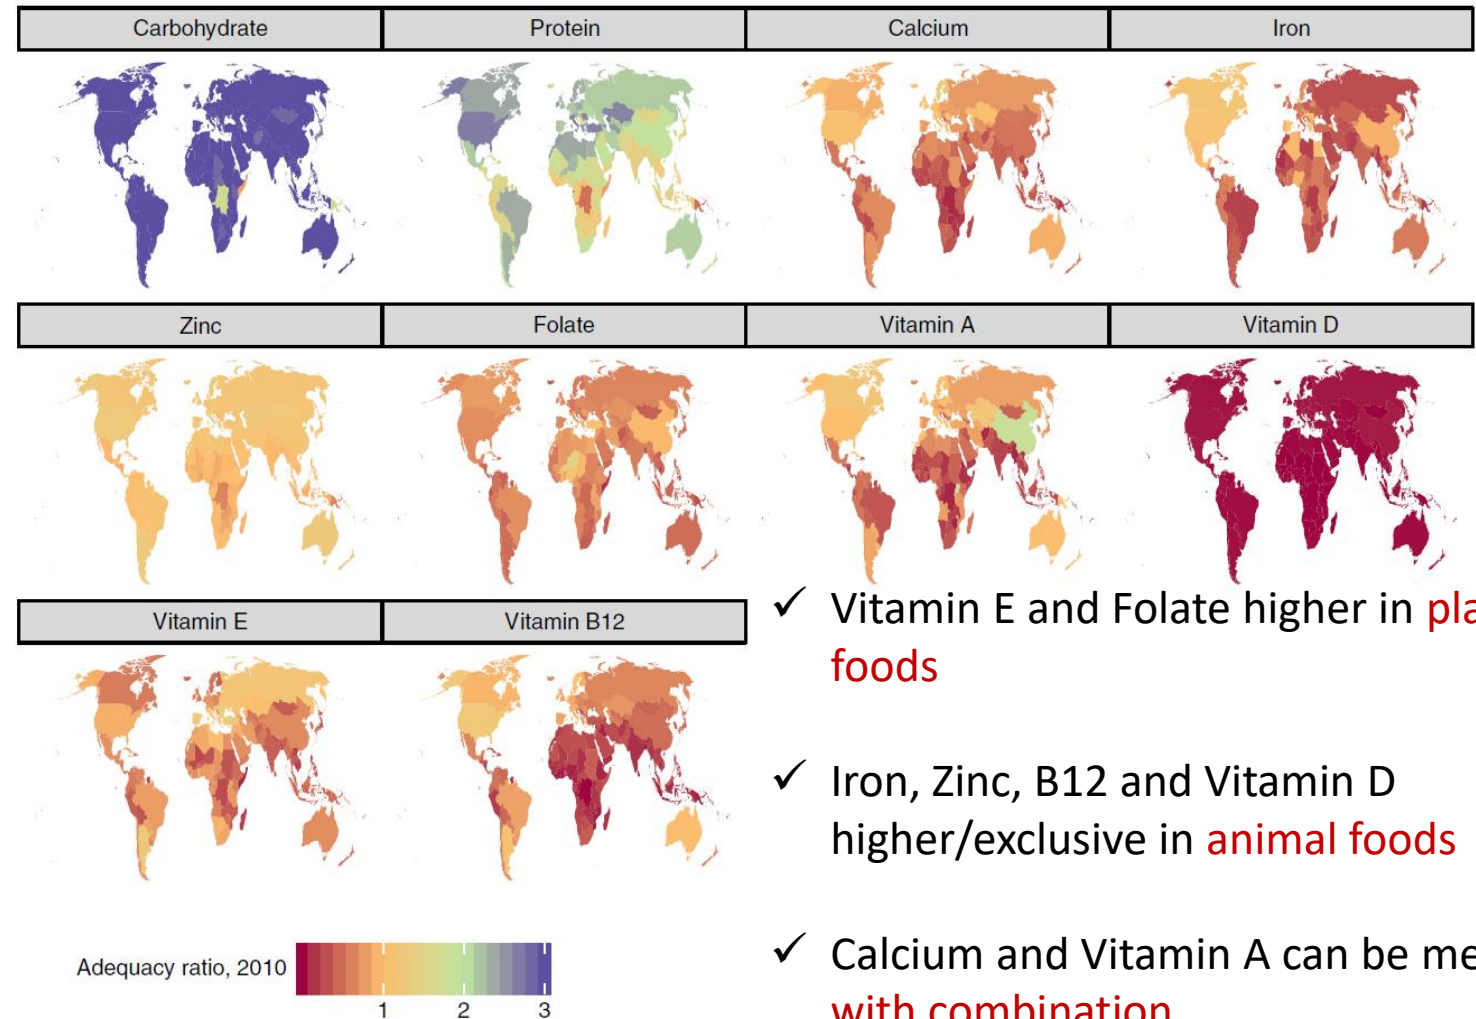 Carbohydrate Protein Calcium Iron
Zinc Folate Vitamin A Vitamin D
Vitamin E Vitamin B12
✓ Vitamin E and Folate higher in
foods
✓ Iron, Zinc, B12 and Vitamin D
higher/exclusive in animal foods
✓ Calcium and Vitamin A can be
with combination
Adequacy ratio, 2010
1 2 3